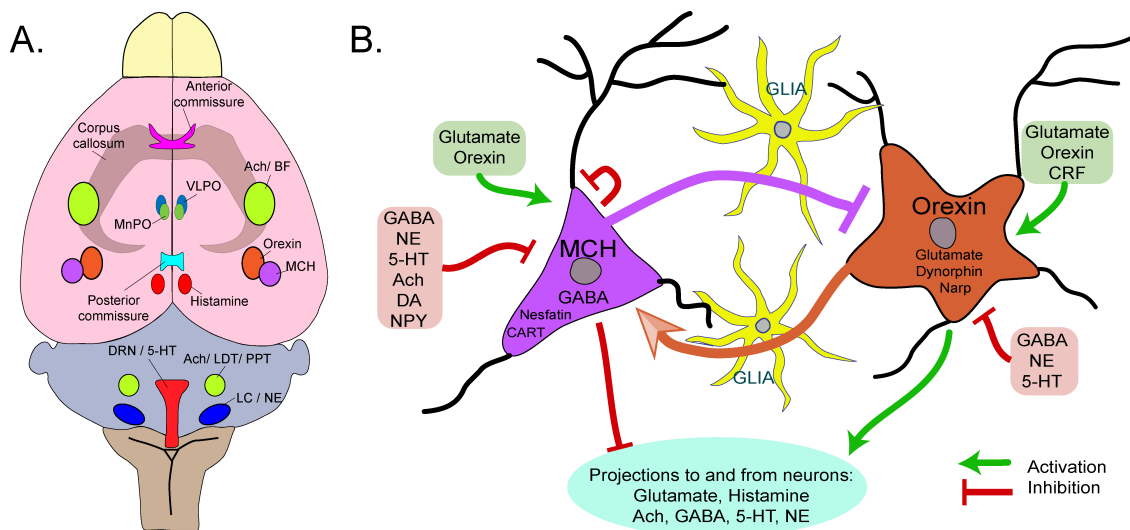 A.
Anterior
commissure
Corpus
callosum
Ach/ BF
VLPO
MnPO
Orexin
MCH
Posterior
commissure
Histamine
DRN / 5-HT
Ach/ LDT/ PPT
LC / NE
B.
GLIA
Glutamate
Orexin
Glutamate
Orexin
CRF
GABA
NE
5-HT
Ach
DA
NPY
MCH
GABA
Nesfatin
CART
Orexin
Glutamate
Dynorphin
Narp
GLIA
GABA
NE
5-HT
Projections to and from neurons:
Glutamate, Histamine
Ach, GABA, 5-HT, NE
Activation
Inhibition